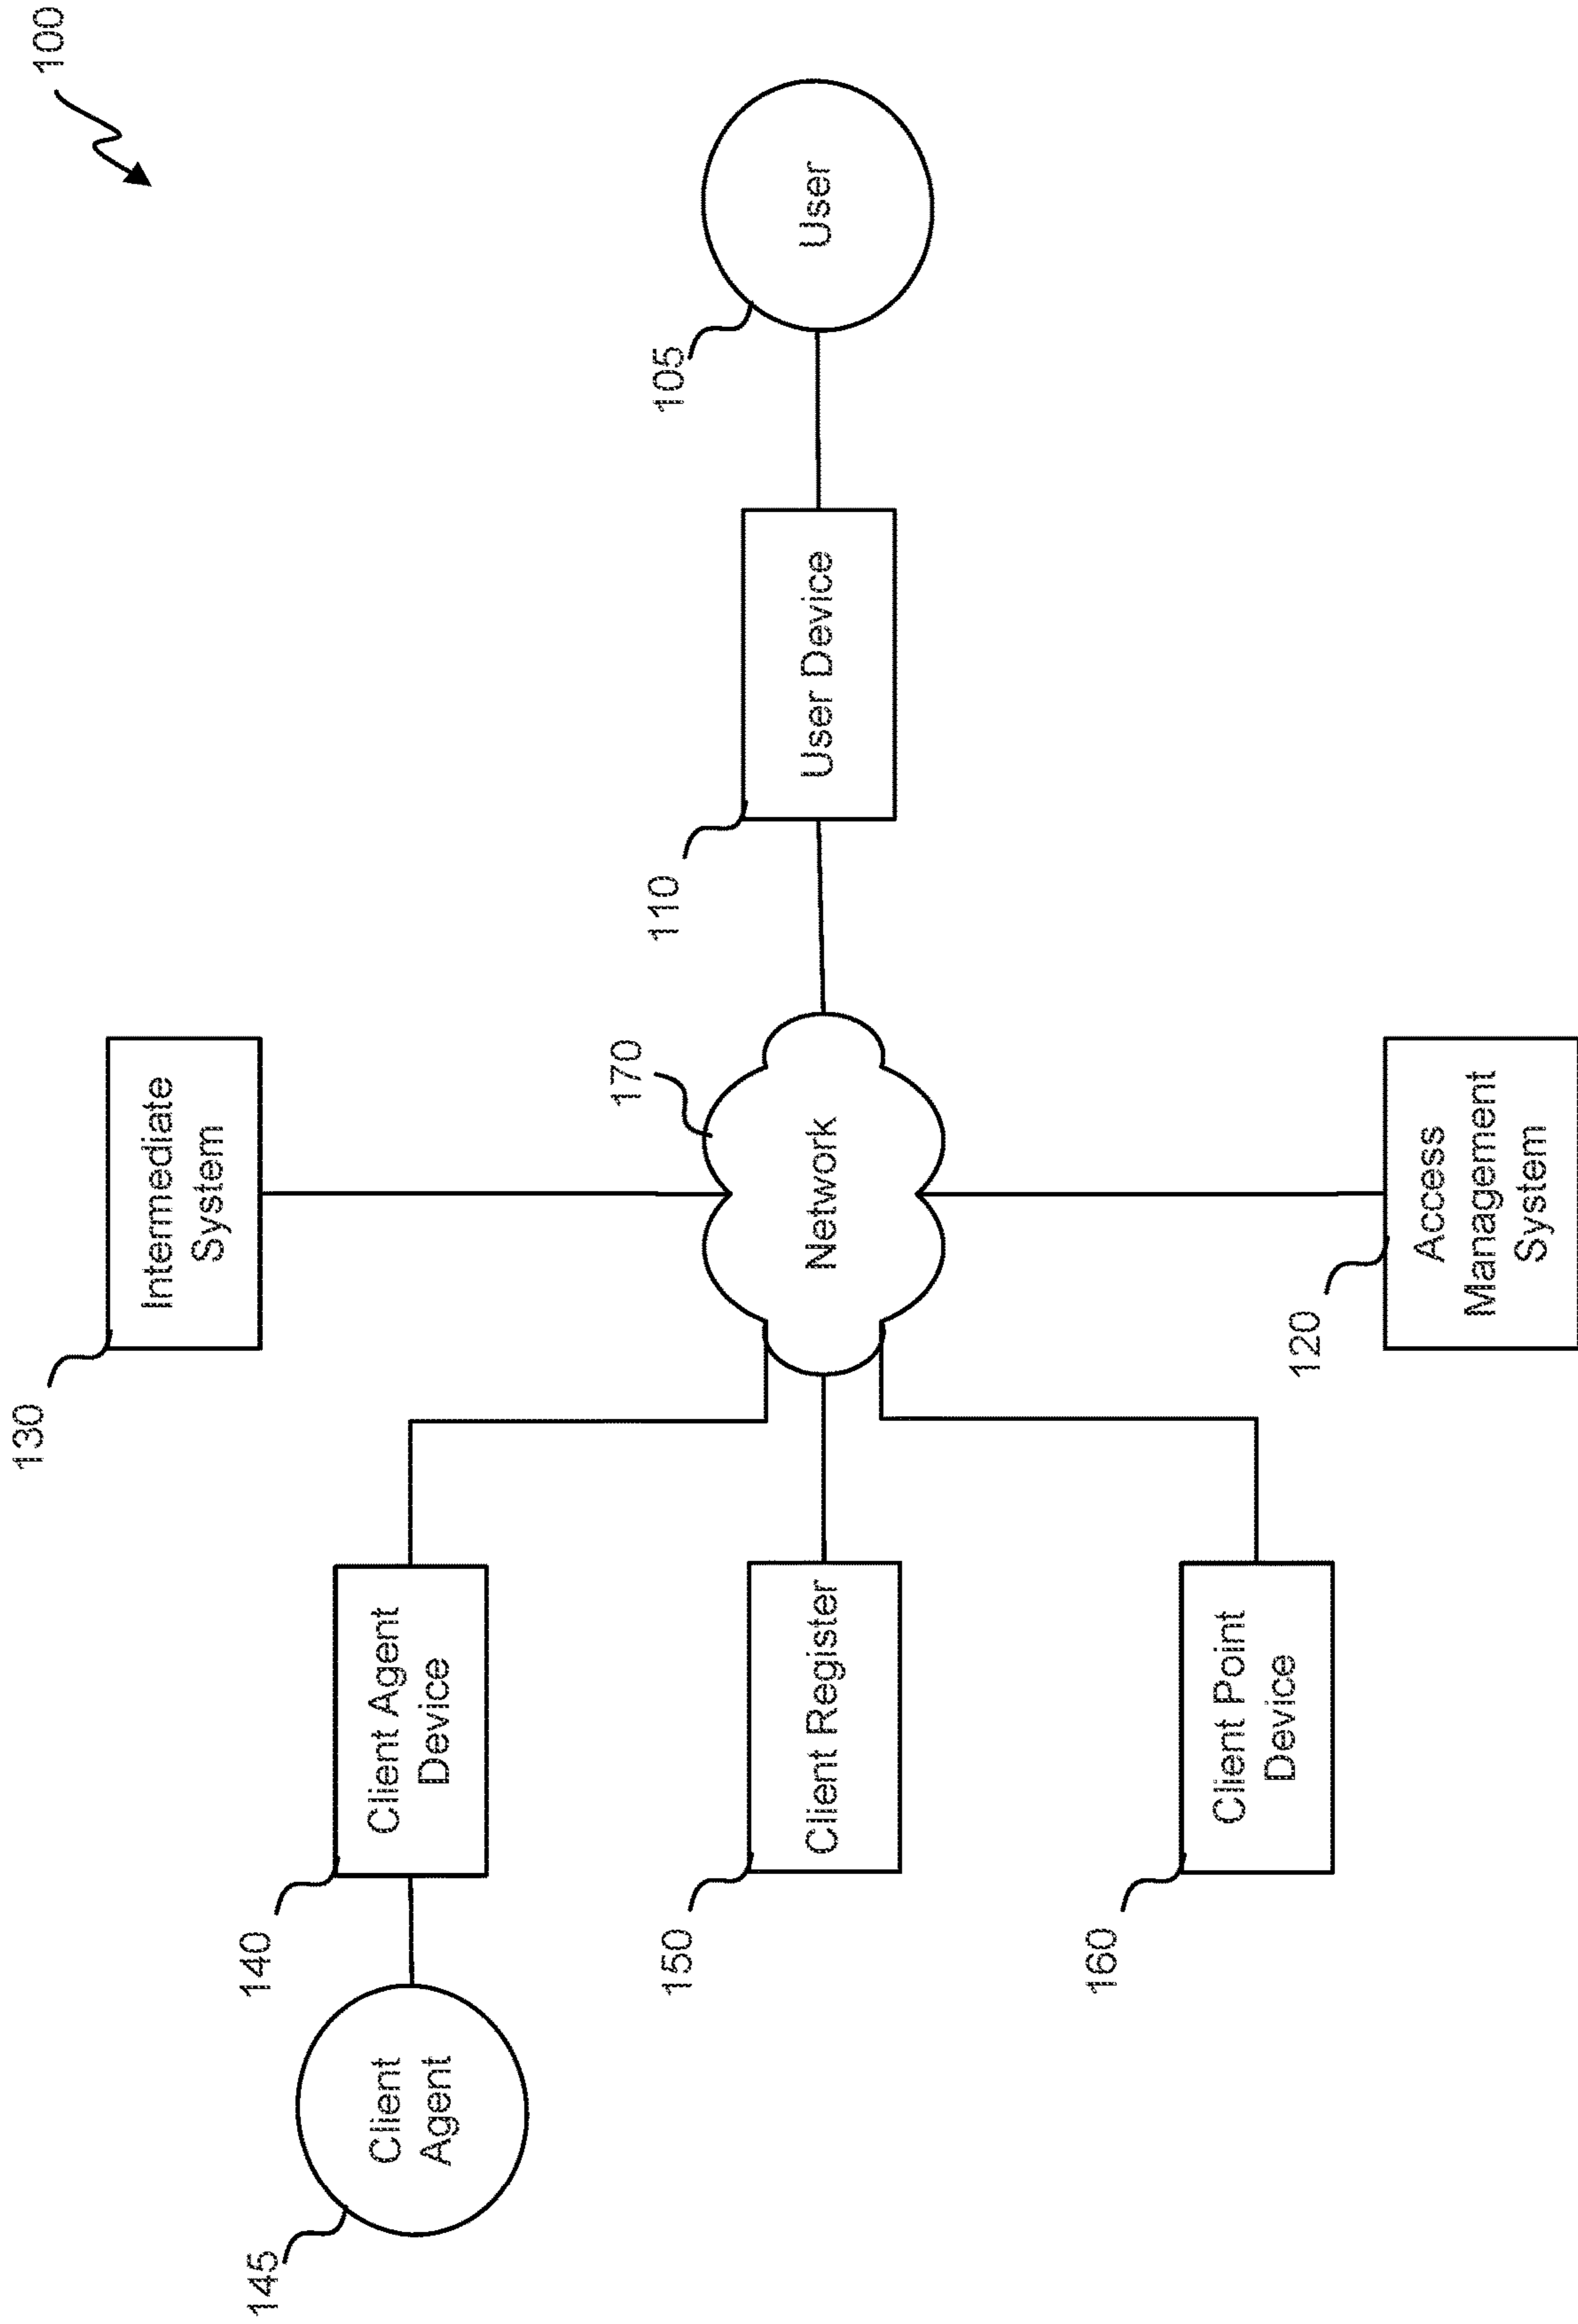 100
130
Intermediate
System
145
Client
Agent
140
Client Agent
Device
150
Client Register
170
Network
110
User Device
105
User
160
Client Point
Device
120
Access
Management
System